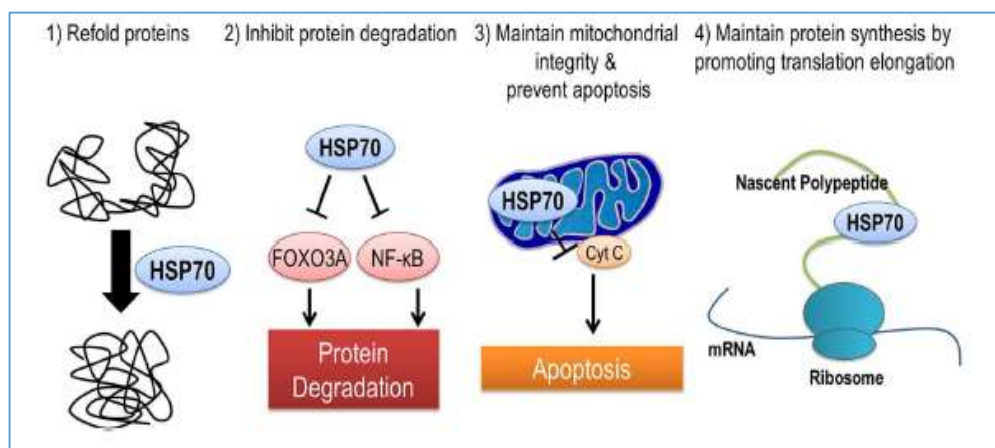 1) Refold proteins
HSP70
2) Inhibit protein degradation
HSP70
FOXO3A
NF-κB
Protein
Degradation
3) Maintain mitochondrial
integrity &
prevent apoptosis
HSP70
Cyt C
Apoptosis
4) Maintain protein synthesis by
promoting translation elongation
Nascent Polypeptide
HSP70
mRNA
Ribosome